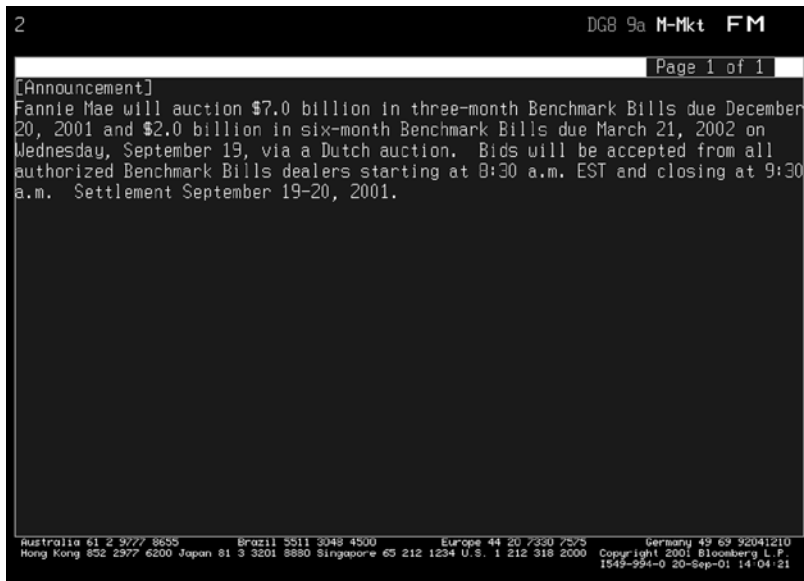 2 DG8 9a M-Mkt FM
Page 1 of 1
[Announcement]
Fannie Mae will auction $7.0 billion in three-month Benchmark Bills due December
20, 2001 and $2.0 billion in six-month Benchmark Bills due March 21, 2002 on
Wednesday, September 19, via a Dutch auction.  Bids will be accepted from all
authorized Benchmark Bills dealers starting at 8:30 a.m. EST and closing at 9:30
a.m.  Settlement September 19-20, 2001.
Australia 61 2 9777 8655 Brazil 5511 3048 4500 Europe 44 20 7330 7575 Germany 49 69 92041210
Hong Kong 852 2977 6200 Japan 81 3 3201 8880 Singapore 65 212 1234 U.S. 1 212 318 2000 Copyright 2001 Bloomberg L.P.
I549-994-0 20-Sep-01 14:04:21